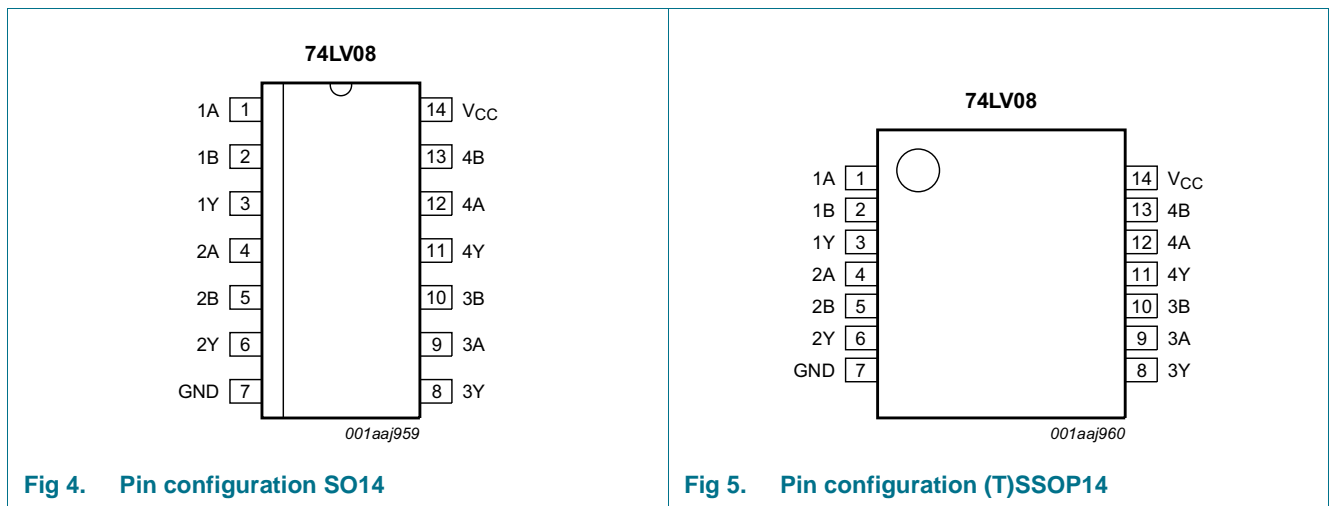 74LV08
1A 1 14 VCC
1B 2 13 4B
1Y 3 12 4A
2A 4 11 4Y
2B 5 10 3B
2Y 6 9 3A
GND 7 8 3Y
001aaj959
Fig 4. Pin configuration SO14
74LV08
1A 1 14 VCC
1B 2 13 4B
1Y 3 12 4A
2A 4 11 4Y
2B 5 10 3B
2Y 6 9 3A
GND 7 8 3Y
001aaj960
Fig 5. Pin configuration (T)SSOP14